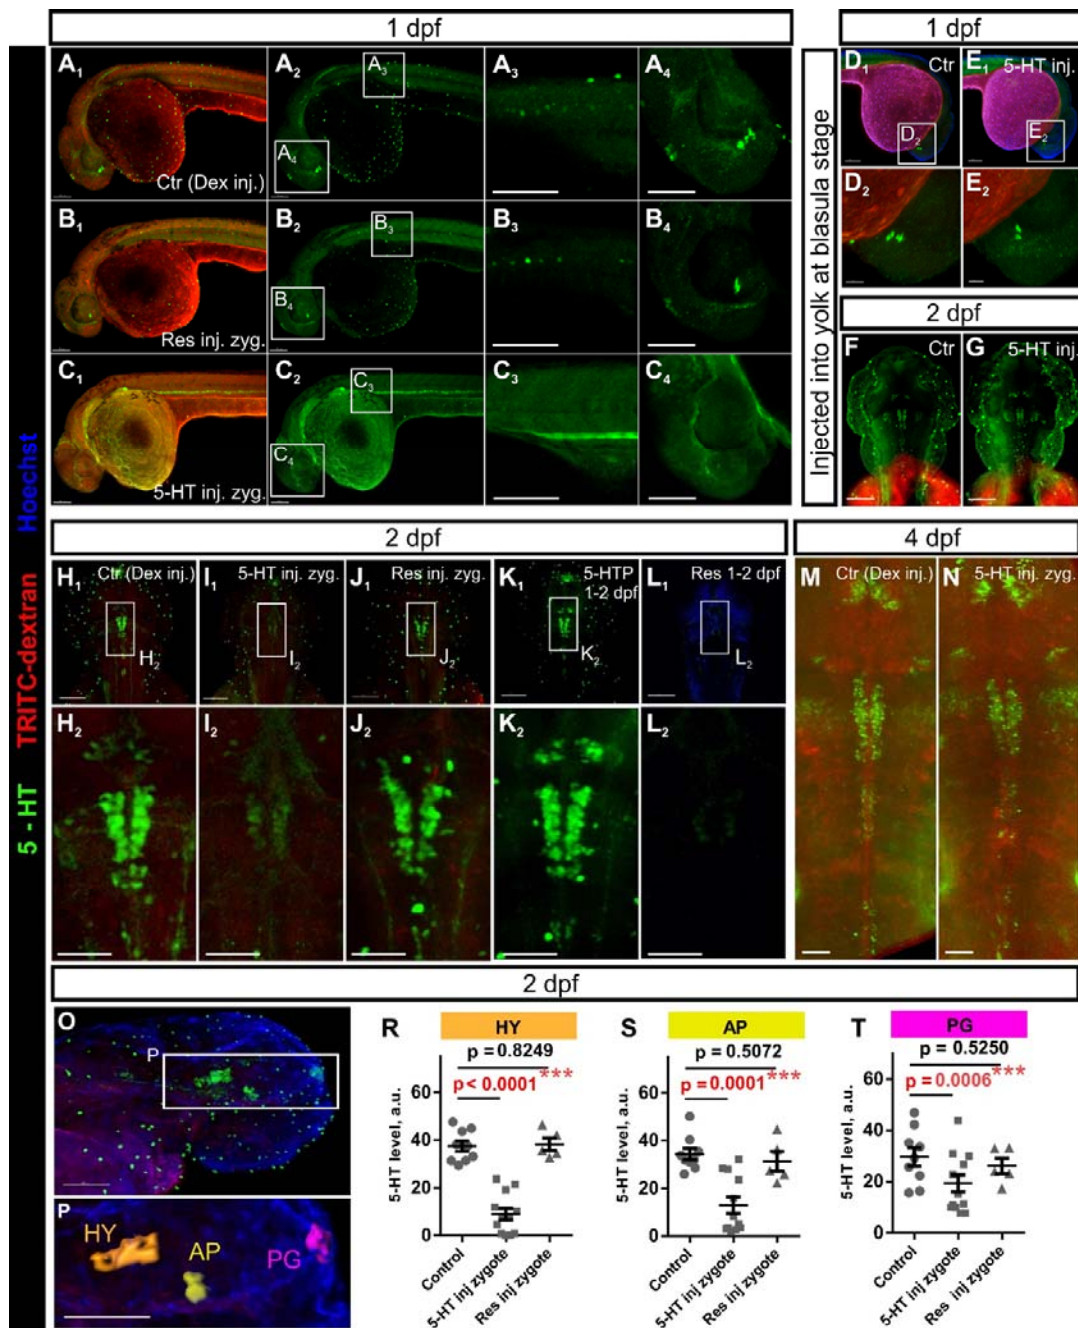 1 dpf
1 dpf
5 - HT TRITC-dextran Hoechst
A1
Ctr (Dex inj.)
A2
A3
A4
A3
A4
B1
Res inj. zyg.
B2
B3
B4
B3
B4
C1
5-HT inj. zyg.
C2
C3
C4
C3
C4
Injected into yolk at blasula stage
D1
Ctr
D2
E1
5-HT inj.
E2
D2
E2
2 dpf
F
Ctr
G
5-HT inj.
2 dpf
H1
Ctr (Dex inj.)
H2
I1
5-HT inj. zyg.
I2
J1
Res inj. zyg.
J2
K1
5-HTP
1-2 dpf
K2
L1
Res 1-2 dpf
L2
H2
I2
J2
K2
L2
4 dpf
M
Ctr (Dex inj.)
N
5-HT inj. zyg.
2 dpf
O
P
P
HY
AP
PG
R
HY
p = 0.8249
p < 0.0001
***
5-HT level, a.u.
60
40
20
0
Control
5-HT inj zygote
Res inj zygote
S
AP
p = 0.5072
p = 0.0001
***
5-HT level, a.u.
60
40
20
0
Control
5-HT inj zygote
Res inj zygote
T
PG
p = 0.5250
p = 0.0006
***
5-HT level, a.u.
60
40
20
0
Control
5-HT inj zygote
Res inj zygote